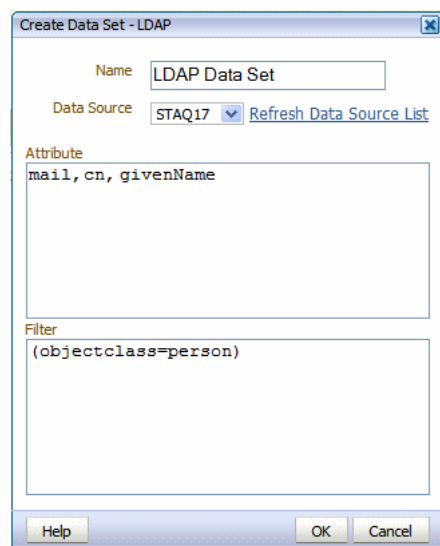 Create Data Set - LDAP
Name LDAP Data Set
Data Source STAQ17 Refresh Data Source List
Attribute
mail,cn, givenName
Filter
(objectclass=person)
Help OK Cancel